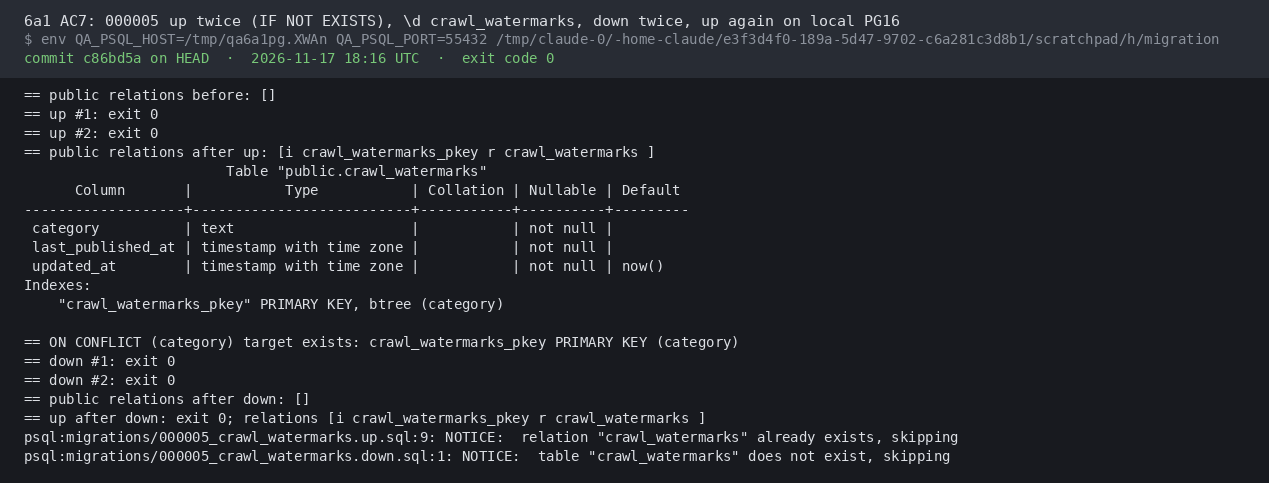 6a1 AC7: 000005 up twice (IF NOT EXISTS), \d crawl_watermarks, down twice, up again on local PG16
$ env QA_PSQL_HOST=/tmp/qa6a1pg.XWAn QA_PSQL_PORT=55432 /tmp/claude-0/-home-claude/e3f3d4f0-189a-5d47-9702-c6a281c3d8b1/scratchpad/h/migration
commit c86bd5a on HEAD  ·  2026-11-17 18:16 UTC  ·  exit code 0
== public relations before: []
== up #1: exit 0
== up #2: exit 0
== public relations after up: [i crawl_watermarks_pkey r crawl_watermarks ]
                        Table "public.crawl_watermarks"
      Column       |           Type           | Collation | Nullable | Default
-------------------+--------------------------+-----------+----------+---------
 category          | text                     |           | not null |
 last_published_at | timestamp with time zone |           | not null |
 updated_at        | timestamp with time zone |           | not null | now()
Indexes:
    "crawl_watermarks_pkey" PRIMARY KEY, btree (category)

== ON CONFLICT (category) target exists: crawl_watermarks_pkey PRIMARY KEY (category)
== down #1: exit 0
== down #2: exit 0
== public relations after down: []
== up after down: exit 0; relations [i crawl_watermarks_pkey r crawl_watermarks ]
psql:migrations/000005_crawl_watermarks.up.sql:9: NOTICE:  relation "crawl_watermarks" already exists, skipping
psql:migrations/000005_crawl_watermarks.down.sql:1: NOTICE:  table "crawl_watermarks" does not exist, skipping